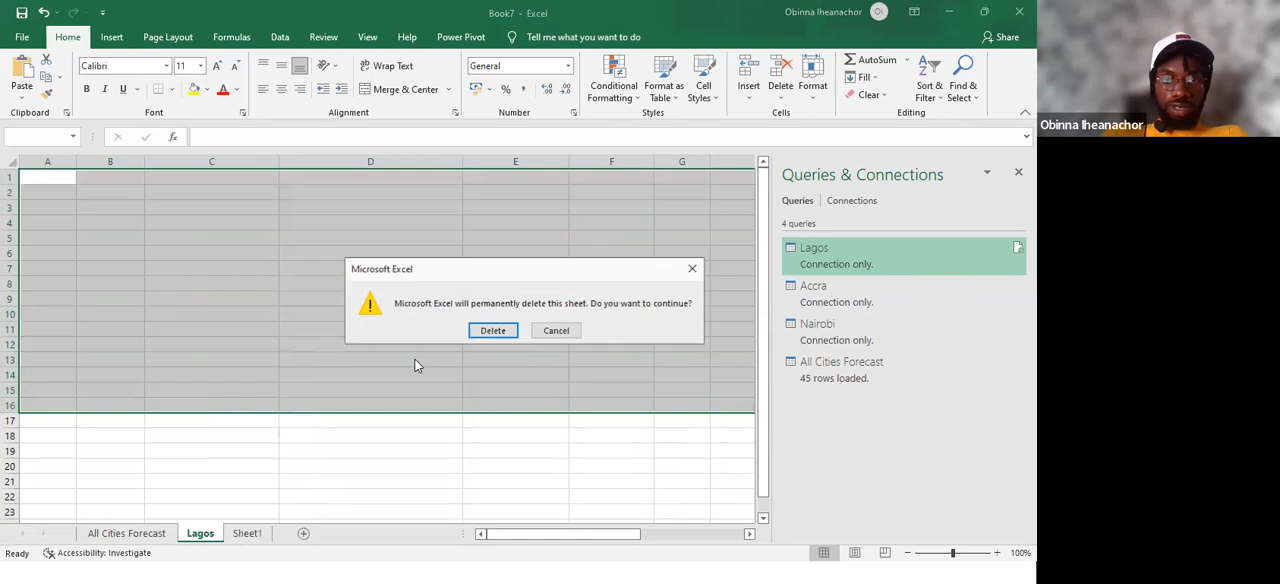 Book7 - Excel
Obinna Iheanachor
OI
File
Home
Insert
Page Layout
Formulas
Data
Review
View
Help
Power Pivot
Tell me what you want to do
Share
Paste
Calibri
11
A A
B I U
A
Wrap Text
Merge & Center
General
% ,
Conditional Formatting
Format as Table
Cell Styles
Insert
Delete
Format
AutoSum
Fill
Clear
Sort & Filter
Find & Select
Clipboard
Font
Alignment
Number
Styles
Cells
Editing
fx
A B C D E F G
1
2
3
4
5
6
7
8
9
10
11
12
13
14
15
16
17
18
19
20
21
22
23
Microsoft Excel
Microsoft Excel will permanently delete this sheet. Do you want to continue?
Delete
Cancel
Queries & Connections
Queries | Connections
4 queries
Lagos
Connection only.
Accra
Connection only.
Nairobi
Connection only.
All Cities Forecast
45 rows loaded.
All Cities Forecast
Lagos
Sheet1
Ready
Accessibility: Investigate
100%
Obinna Iheanachor